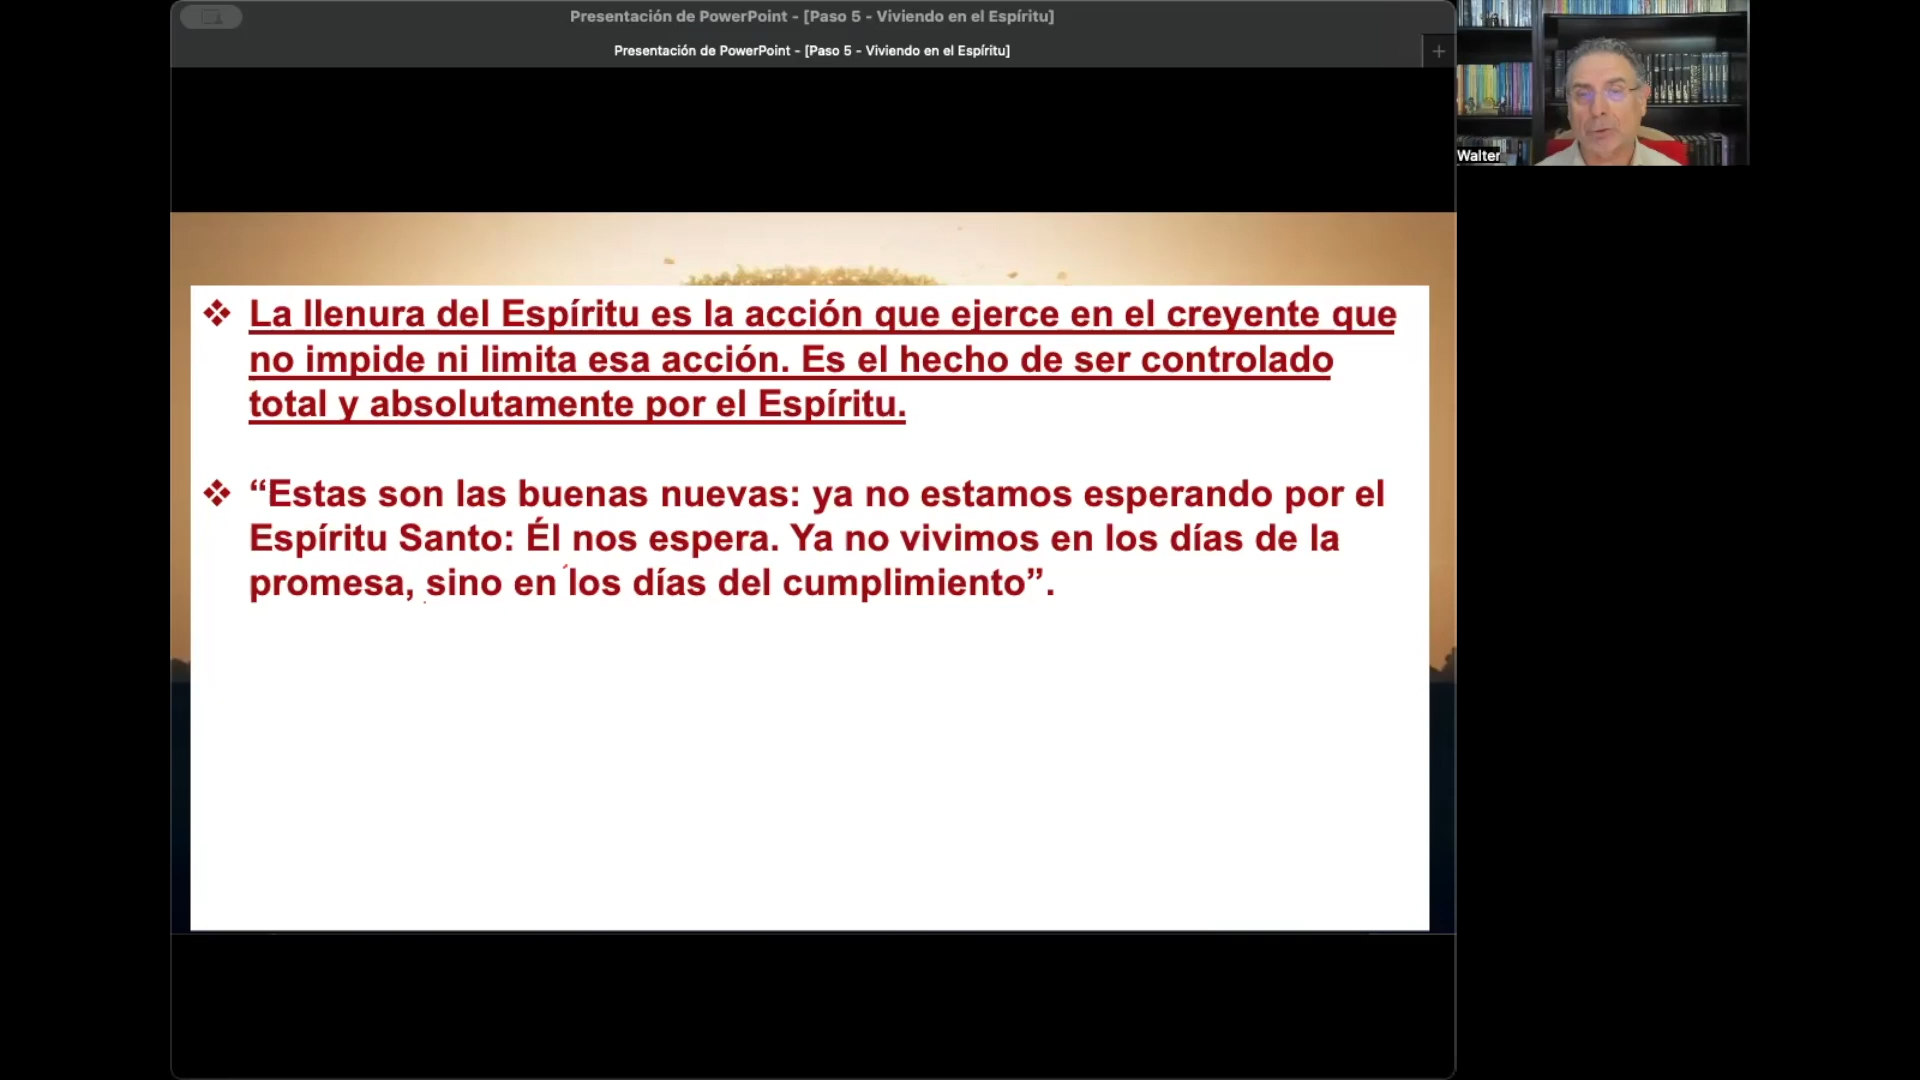 Presentación de PowerPoint - [Paso 5 - Viviendo en el Espíritu]
Presentación de PowerPoint - [Paso 5 - Viviendo en el Espíritu]
+
Walter
❖ La llenura del Espíritu es la acción que ejerce en el creyente que
no impide ni limita esa acción. Es el hecho de ser controlado
total y absolutamente por el Espíritu.
❖ “Estas son las buenas nuevas: ya no estamos esperando por el
Espíritu Santo: Él nos espera. Ya no vivimos en los días de la
promesa, sino en los días del cumplimiento”.